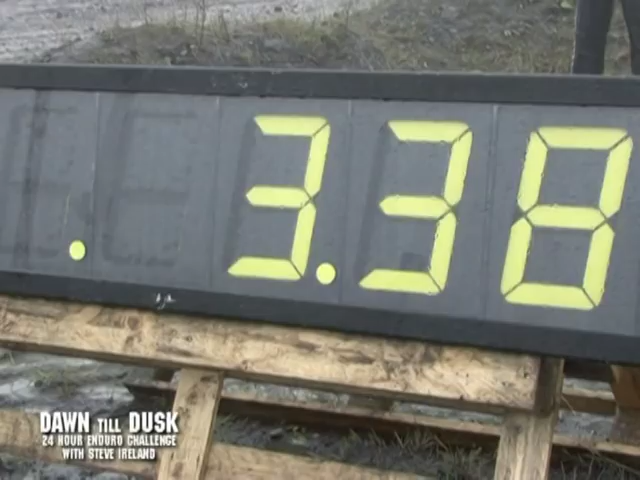 . 3.38
DAWN TILL DUSK
24 HOUR ENDURO CHALLENGE
WITH STEVE IRELAND